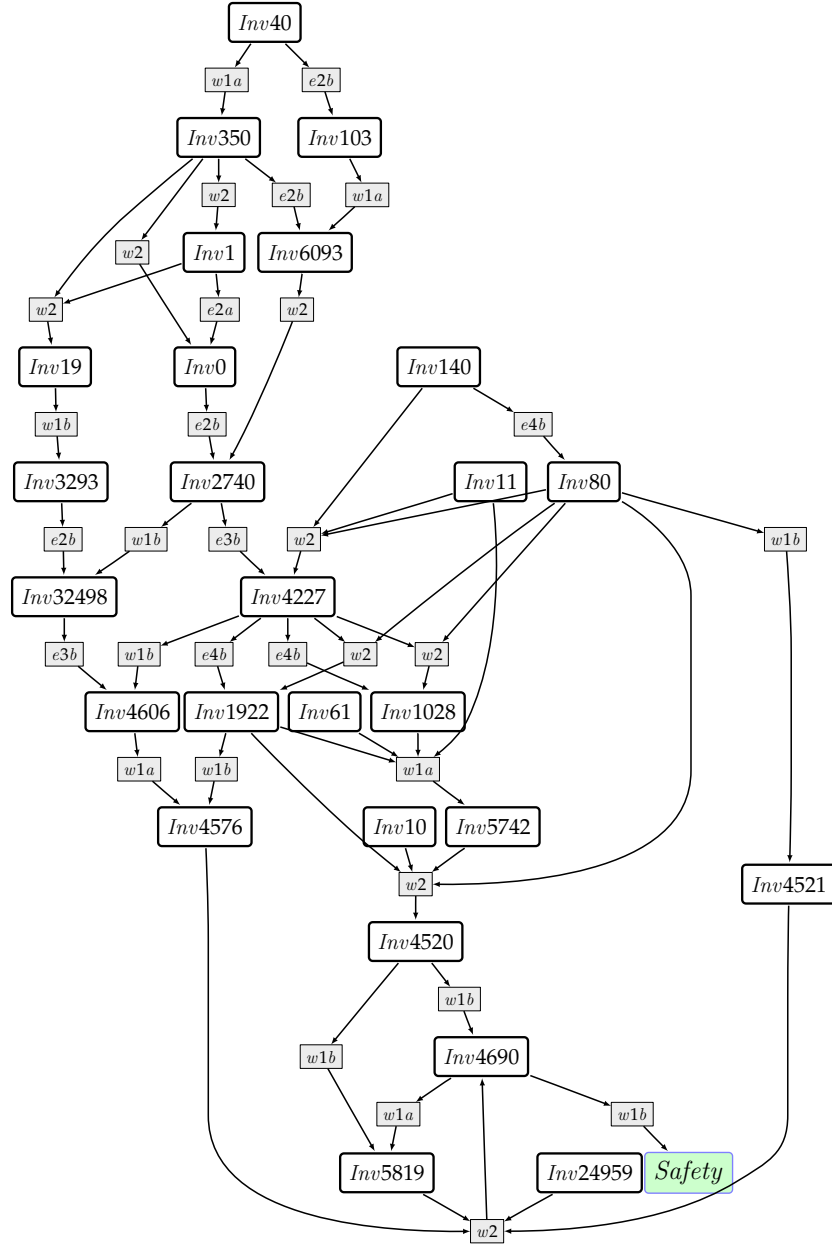 Inv40
w1a e2b
Inv350 Inv103
w2 e2b w1a
w2 Inv1 Inv6093
w2 e2a w2
Inv19 Inv0 Inv140
w1b e2b e4b
Inv3293 Inv2740 Inv11 Inv80
e2b w1b e3b w2 w1b
Inv32498 Inv4227
e3b w1b e4b e4b w2 w2
Inv4606 Inv1922 Inv61 Inv1028
w1a w1b w1a
Inv4576 Inv10 Inv5742
w2 Inv4521
Inv4520
w1b
w1b Inv4690
w1a w1b
Inv5819 Inv24959 Safety
w2